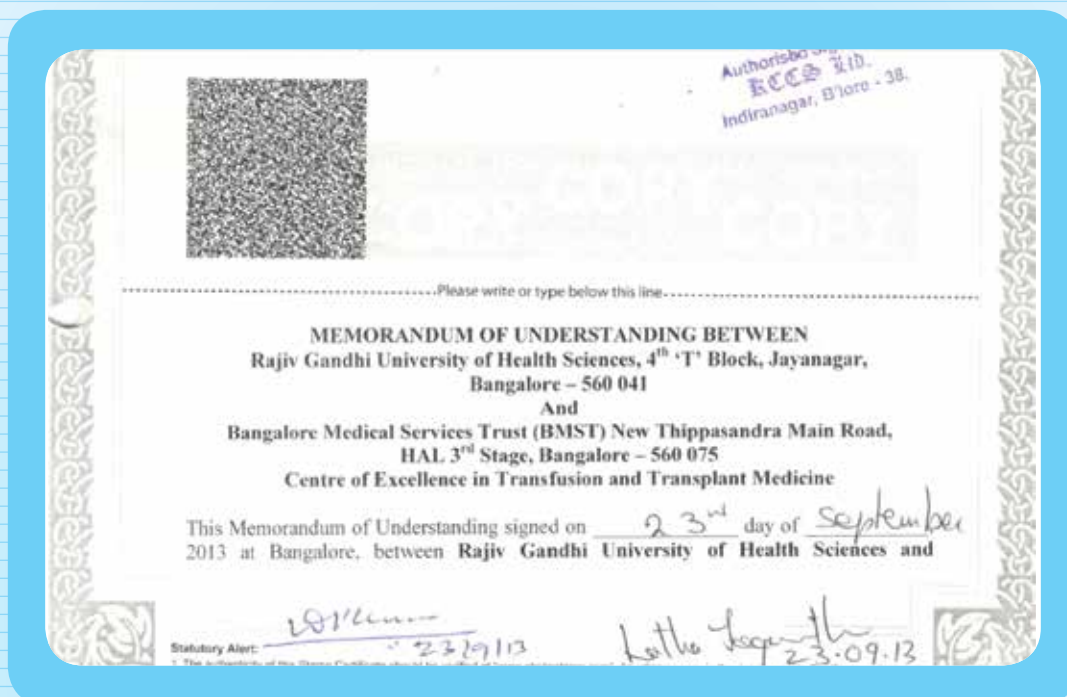 Authorised
KCCS Ltd.
Indiranagar, B'lore - 38.
COPY COPY COPY
Please write or type below this line
MEMORANDUM OF UNDERSTANDING BETWEEN
Rajiv Gandhi University of Health Sciences, 4th ‘T’ Block, Jayanagar,
Bangalore – 560 041
And
Bangalore Medical Services Trust (BMST) New Thippasandra Main Road,
HAL 3rd Stage, Bangalore – 560 075
Centre of Excellence in Transfusion and Transplant Medicine
This Memorandum of Understanding signed on 23rd day of September
2013 at Bangalore, between Rajiv Gandhi University of Health Sciences and
Statutory Alert: 23/9/13
23.09.13